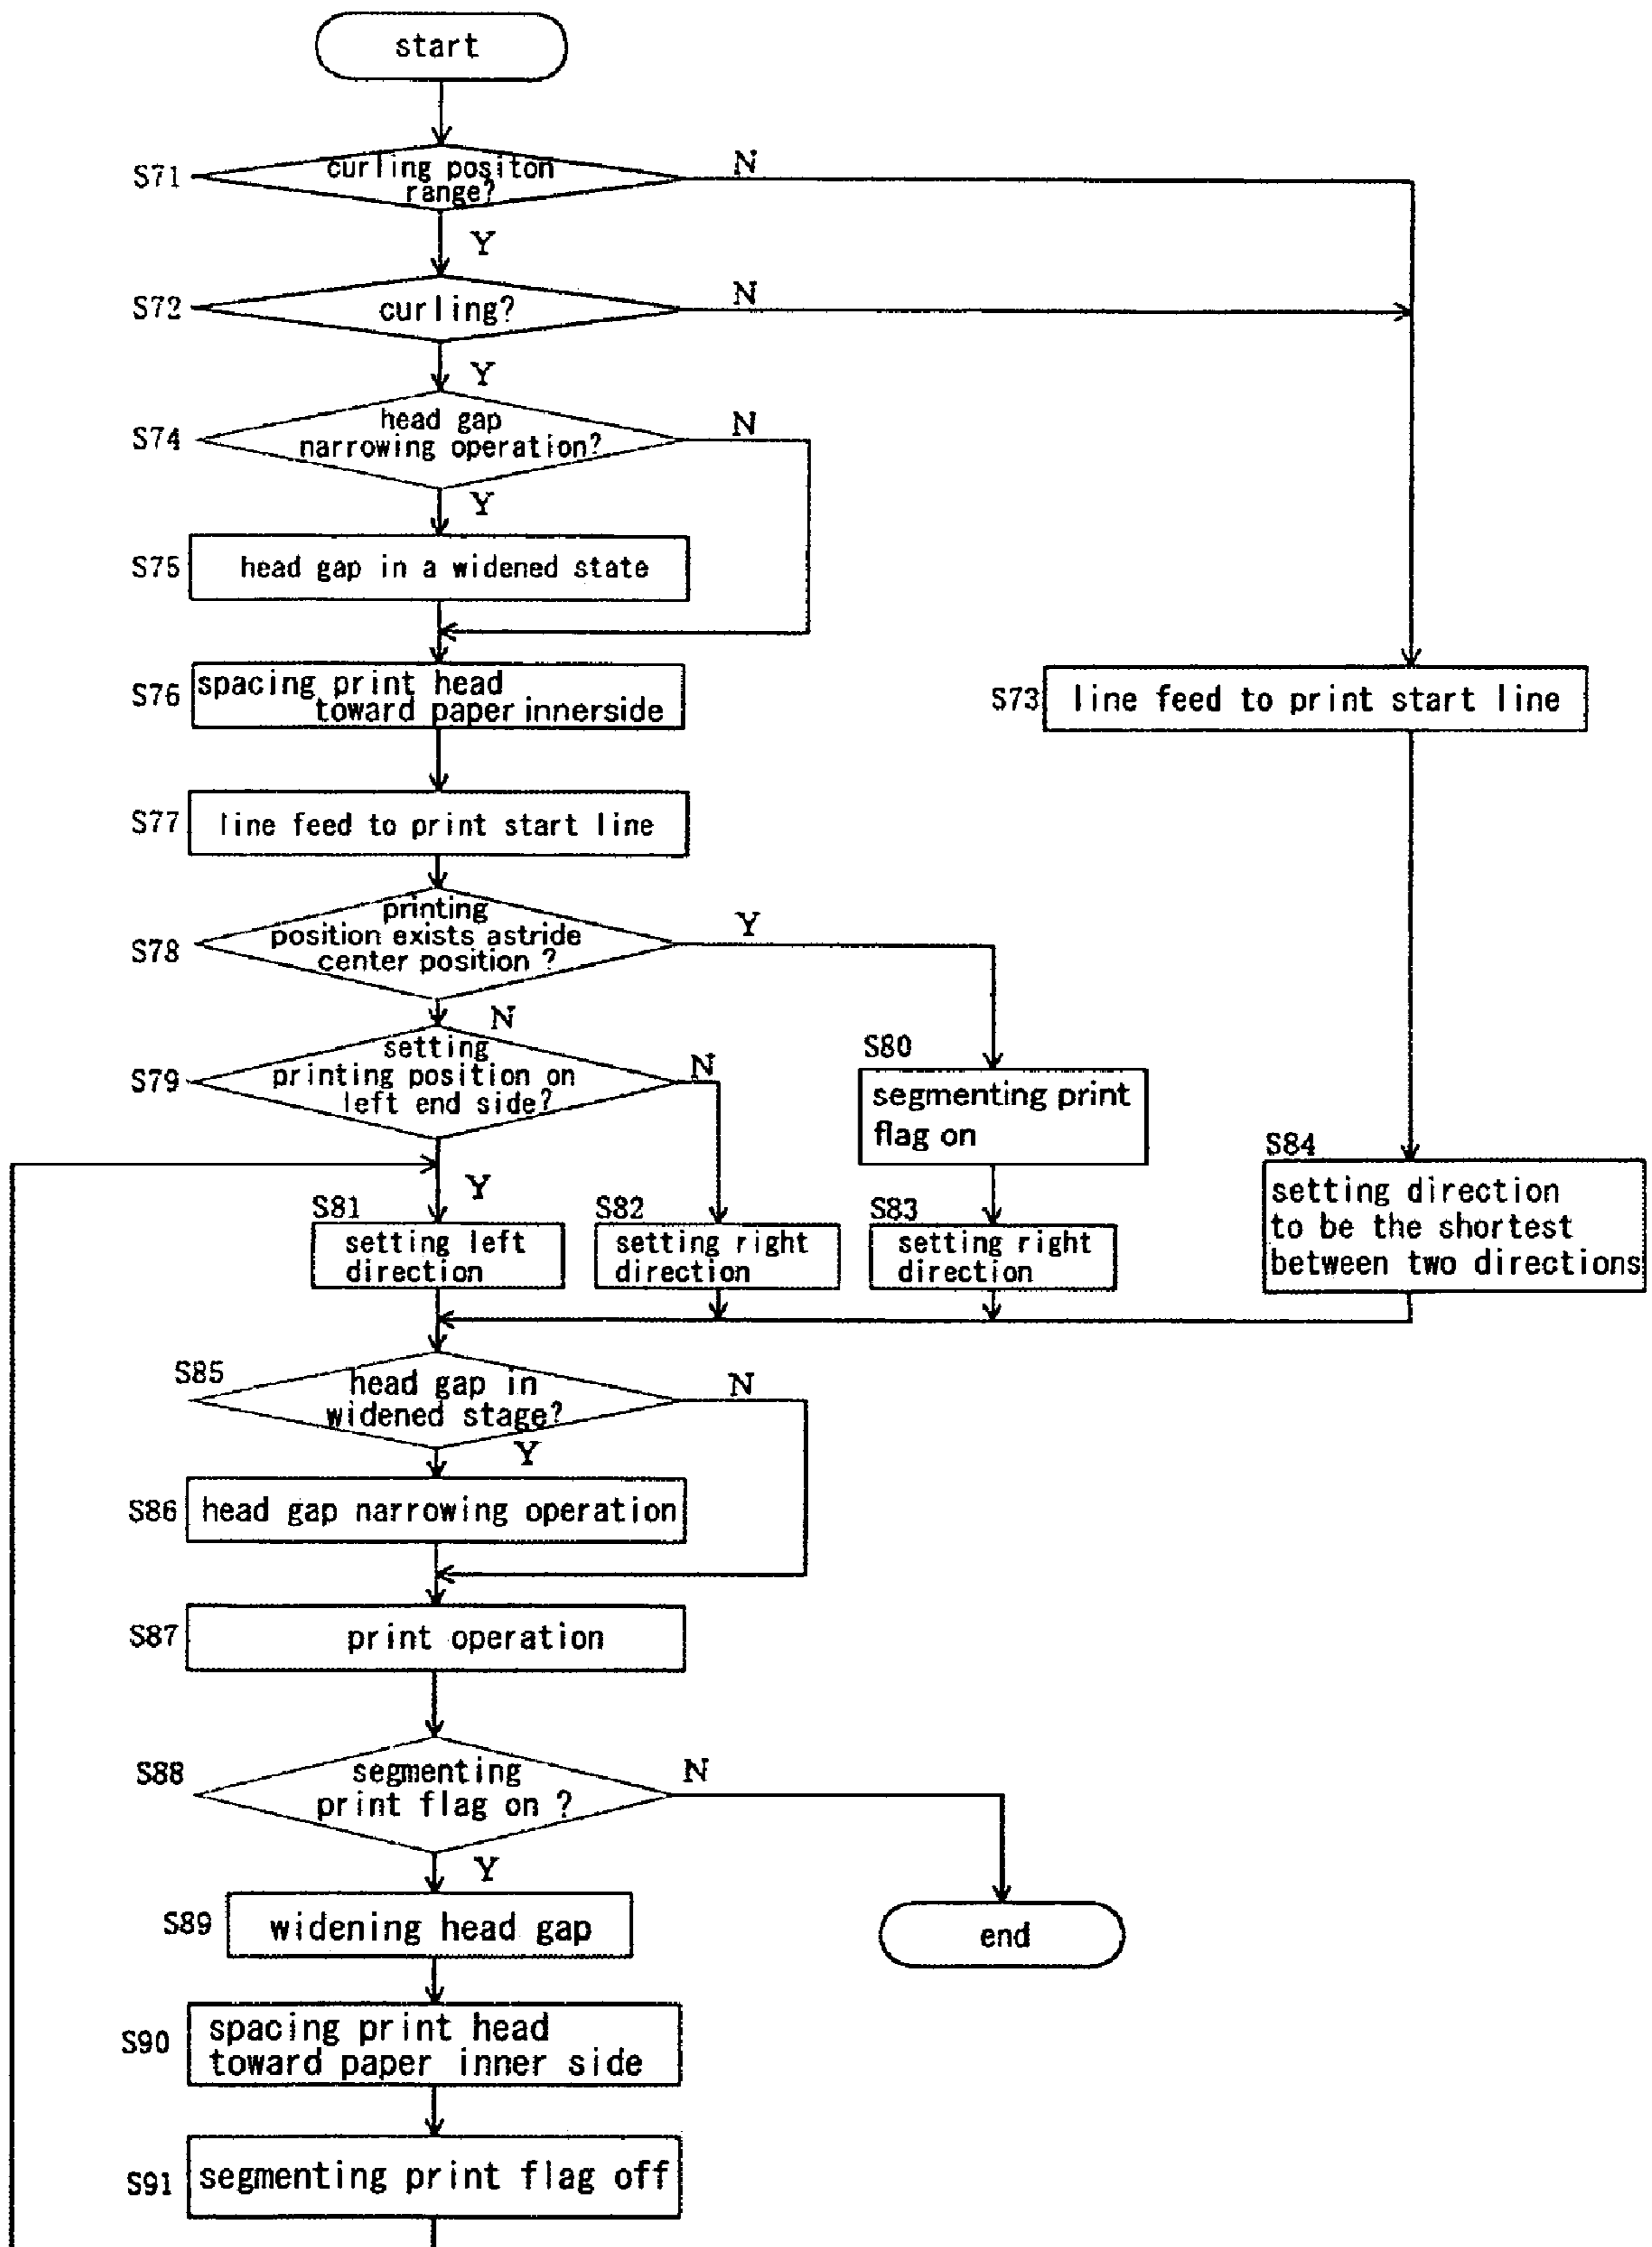 start
S71
curling positon
range?
N
Y
S72
curling?
N
Y
S74
head gap
narrowing operation?
N
Y
S75
head gap in a widened state
S76
spacing print head
toward paper innerside
S73
line feed to print start line
S77
line feed to print start line
S78
printing
position exists astride
center position ?
Y
N
S79
setting
printing position on
left end side?
N
Y
S80
segmenting print
flag on
S81
setting left
direction
S82
setting right
direction
S83
setting right
direction
S84
setting direction
to be the shortest
between two directions
S85
head gap in
widened stage?
N
Y
S86
head gap narrowing operation
S87
print operation
S88
segmenting
print flag on ?
N
Y
S89
widening head gap
end
S90
spacing print head
toward paper inner side
S91
segmenting print flag off